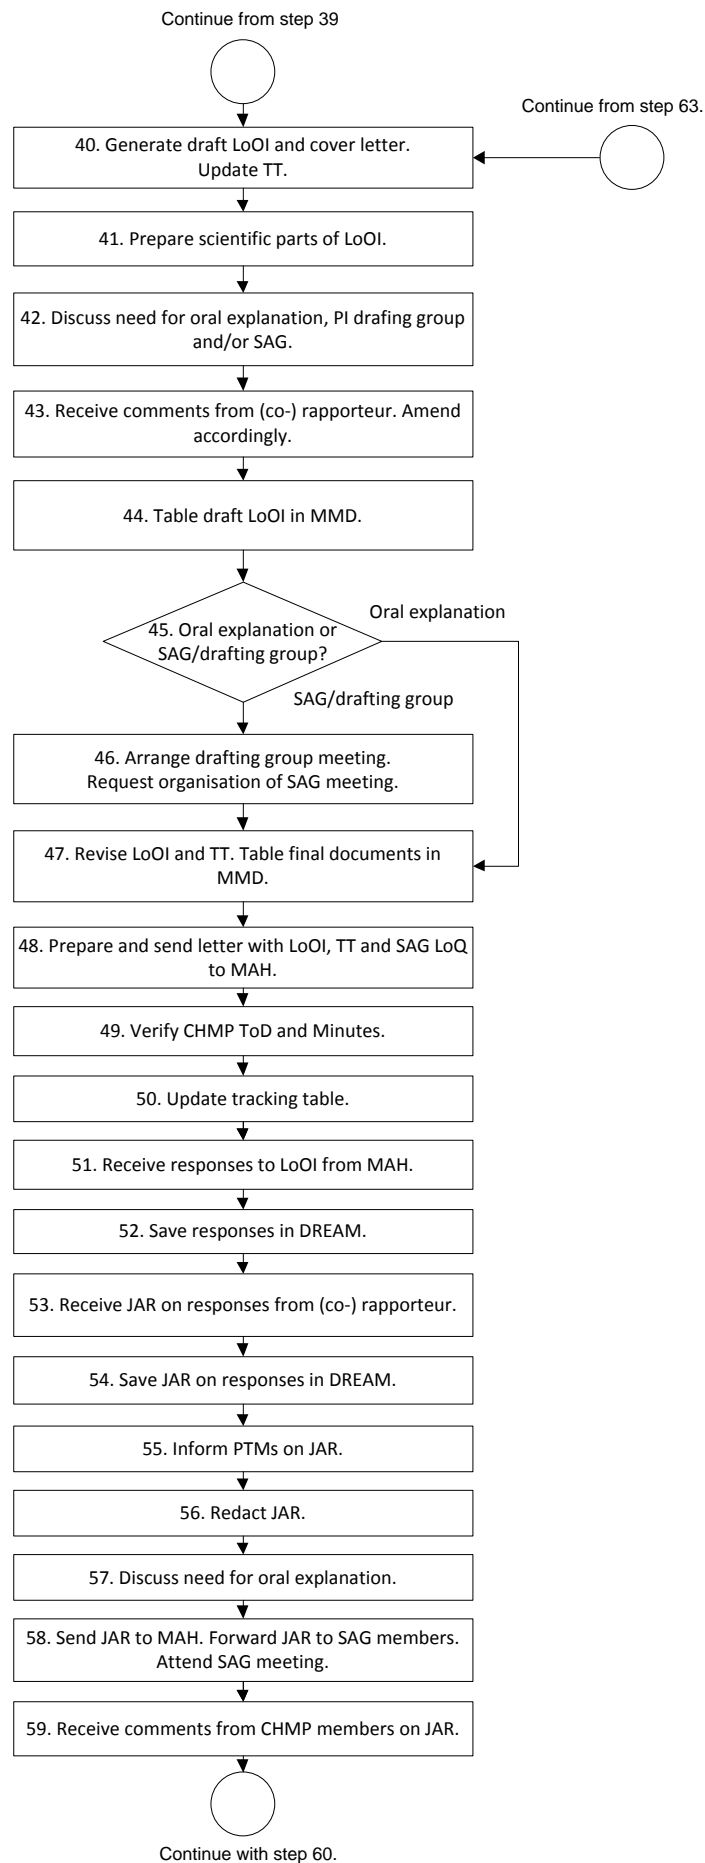 Continue from step 39
Continue from step 63.
40. Generate draft LoOI and cover letter.
Update TT.
41. Prepare scientific parts of LoOI.
42. Discuss need for oral explanation, PI drafing group
and/or SAG.
43. Receive comments from (co-) rapporteur. Amend
accordingly.
44. Table draft LoOI in MMD.
Oral explanation
45. Oral explanation or
SAG/drafting group?
SAG/drafting group
46. Arrange drafting group meeting.
Request organisation of SAG meeting.
47. Revise LoOI and TT. Table final documents in
MMD.
48. Prepare and send letter with LoOI, TT and SAG LoQ
to MAH.
49. Verify CHMP ToD and Minutes.
50. Update tracking table.
51. Receive responses to LoOI from MAH.
52. Save responses in DREAM.
53. Receive JAR on responses from (co-) rapporteur.
54. Save JAR on responses in DREAM.
55. Inform PTMs on JAR.
56. Redact JAR.
57. Discuss need for oral explanation.
58. Send JAR to MAH. Forward JAR to SAG members.
Attend SAG meeting.
59. Receive comments from CHMP members on JAR.
Continue with step 60.